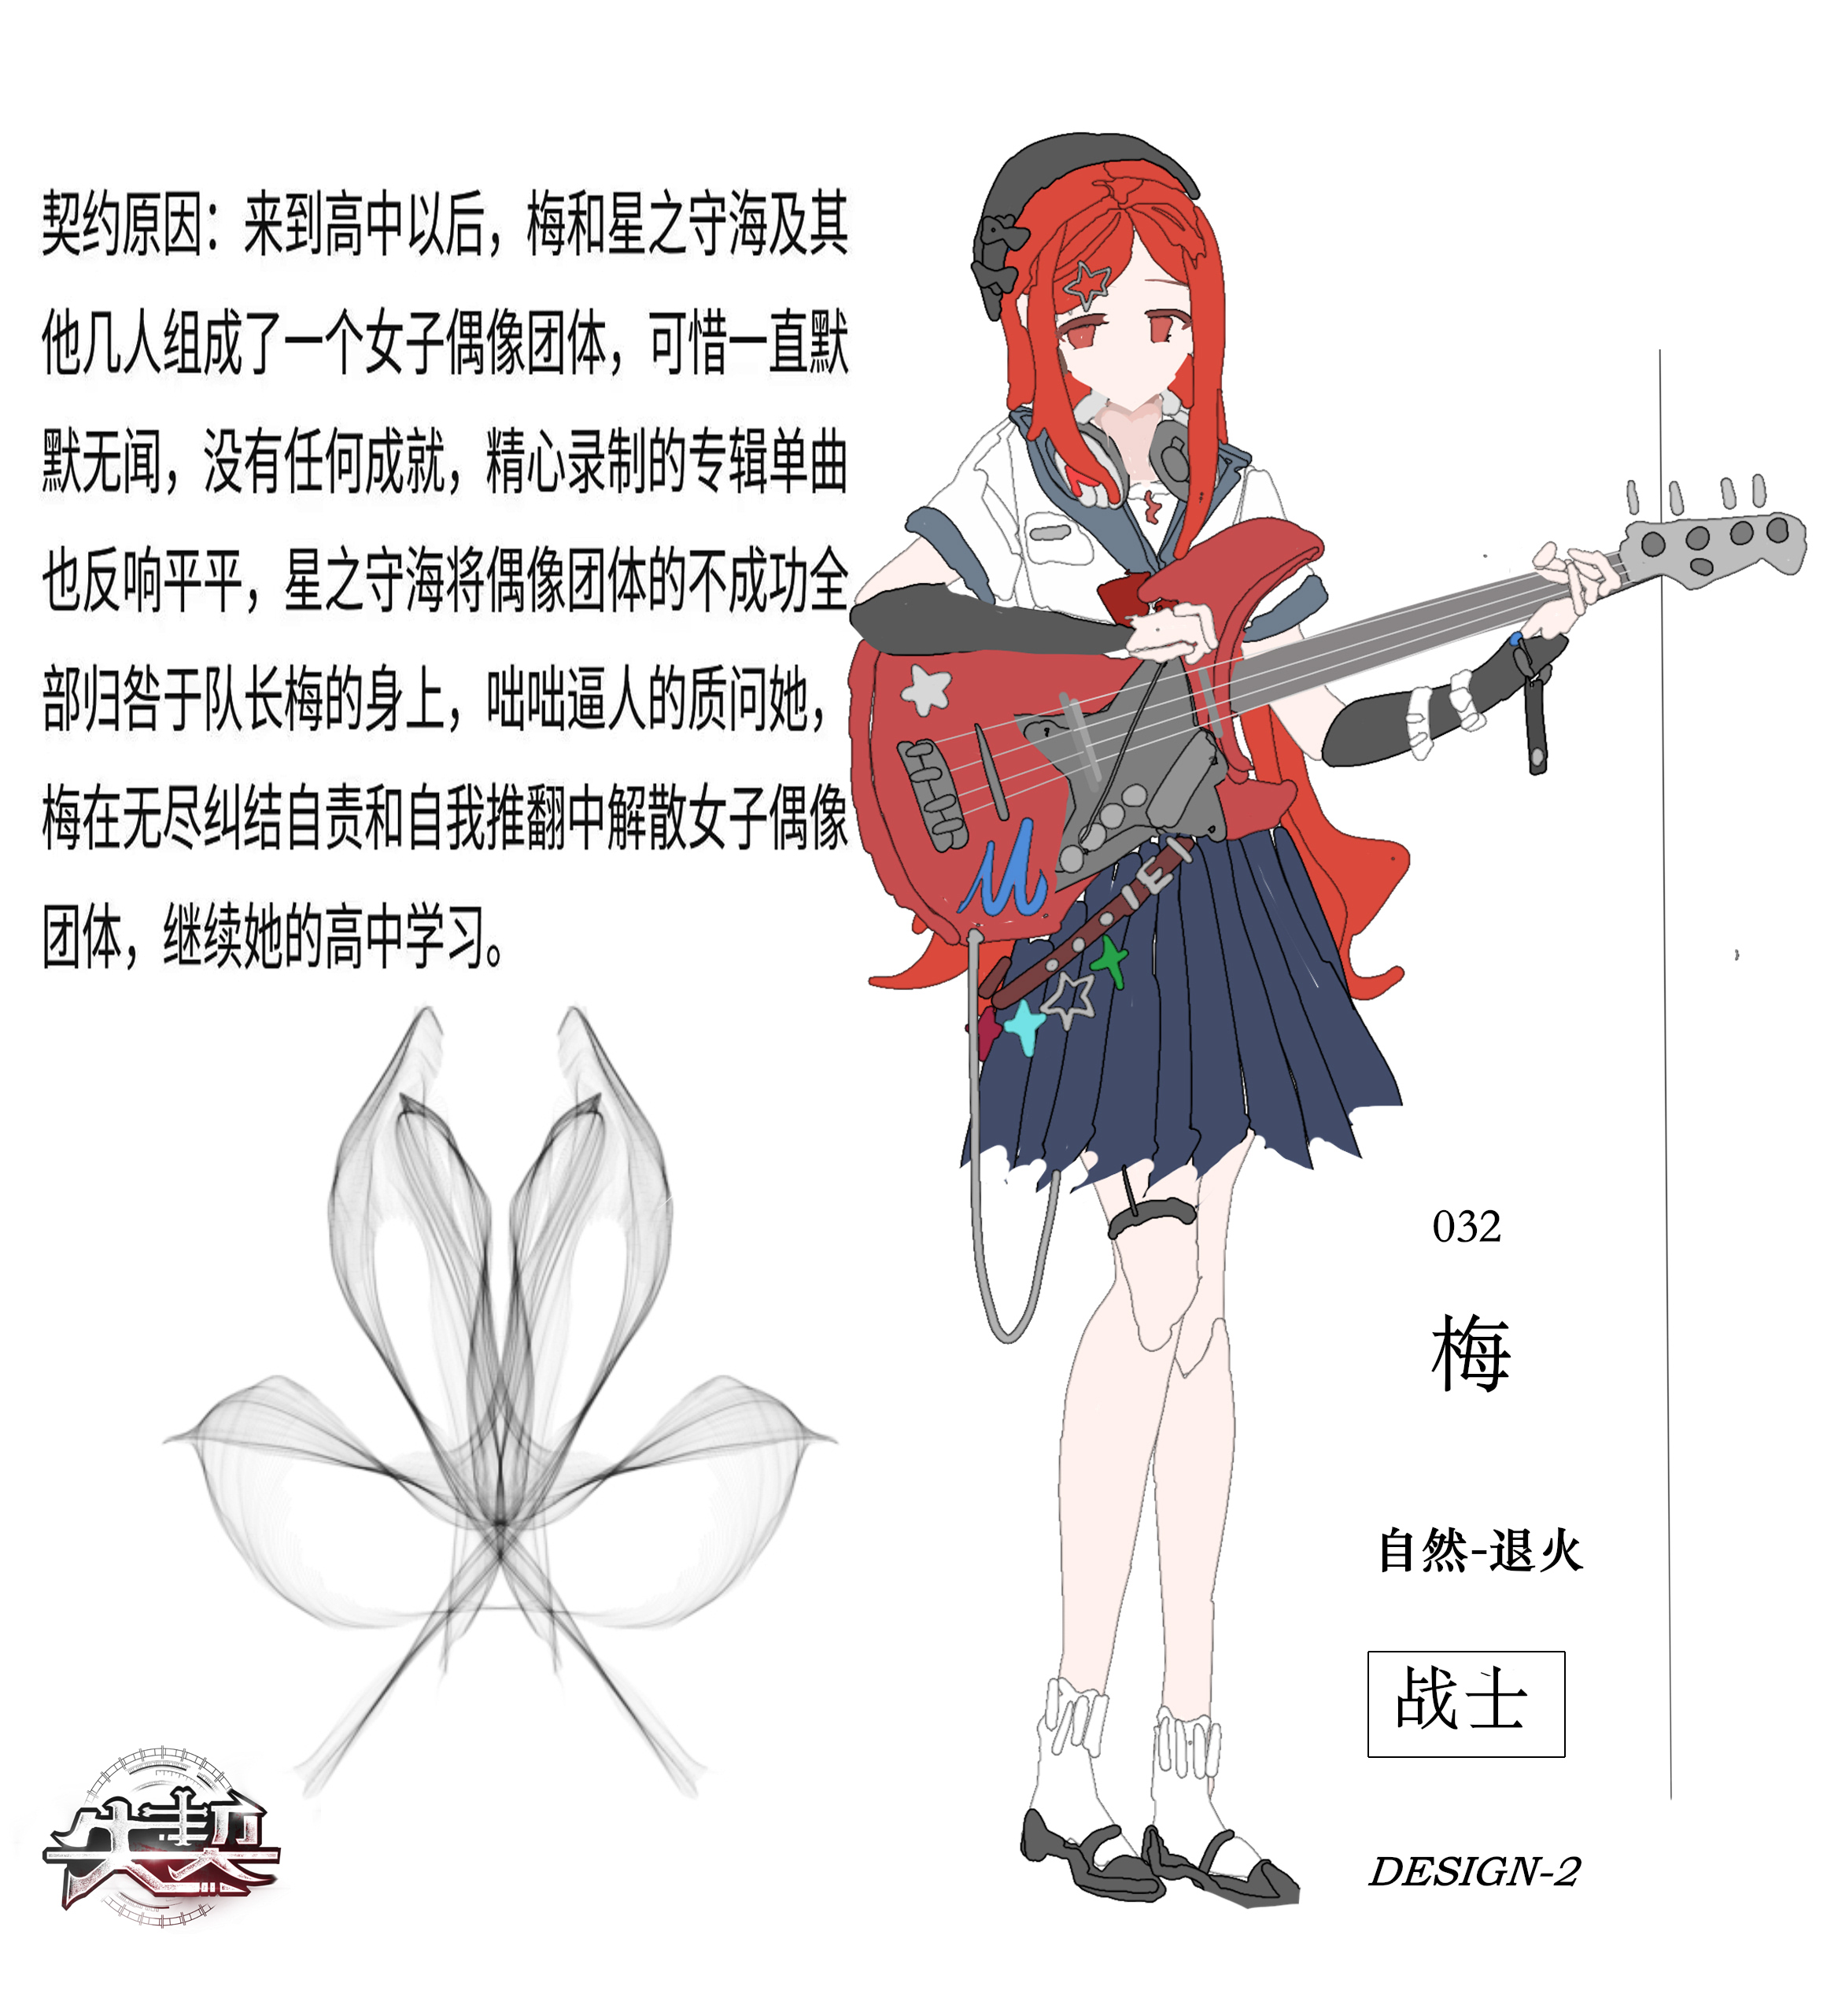 契约原因：来到高中以后，梅和星之守海及其
他几人组成了一个女子偶像团体，可惜一直默
默无闻，没有任何成就，精心录制的专辑单曲
也反响平平，星之守海将偶像团体的不成功全
部归咎于队长梅的身上，咄咄逼人的质问她，
梅在无尽纠结自责和自我推翻中解散女子偶像
团体，继续她的高中学习。
032
梅
自然-退火
战士
DESIGN-2
失契